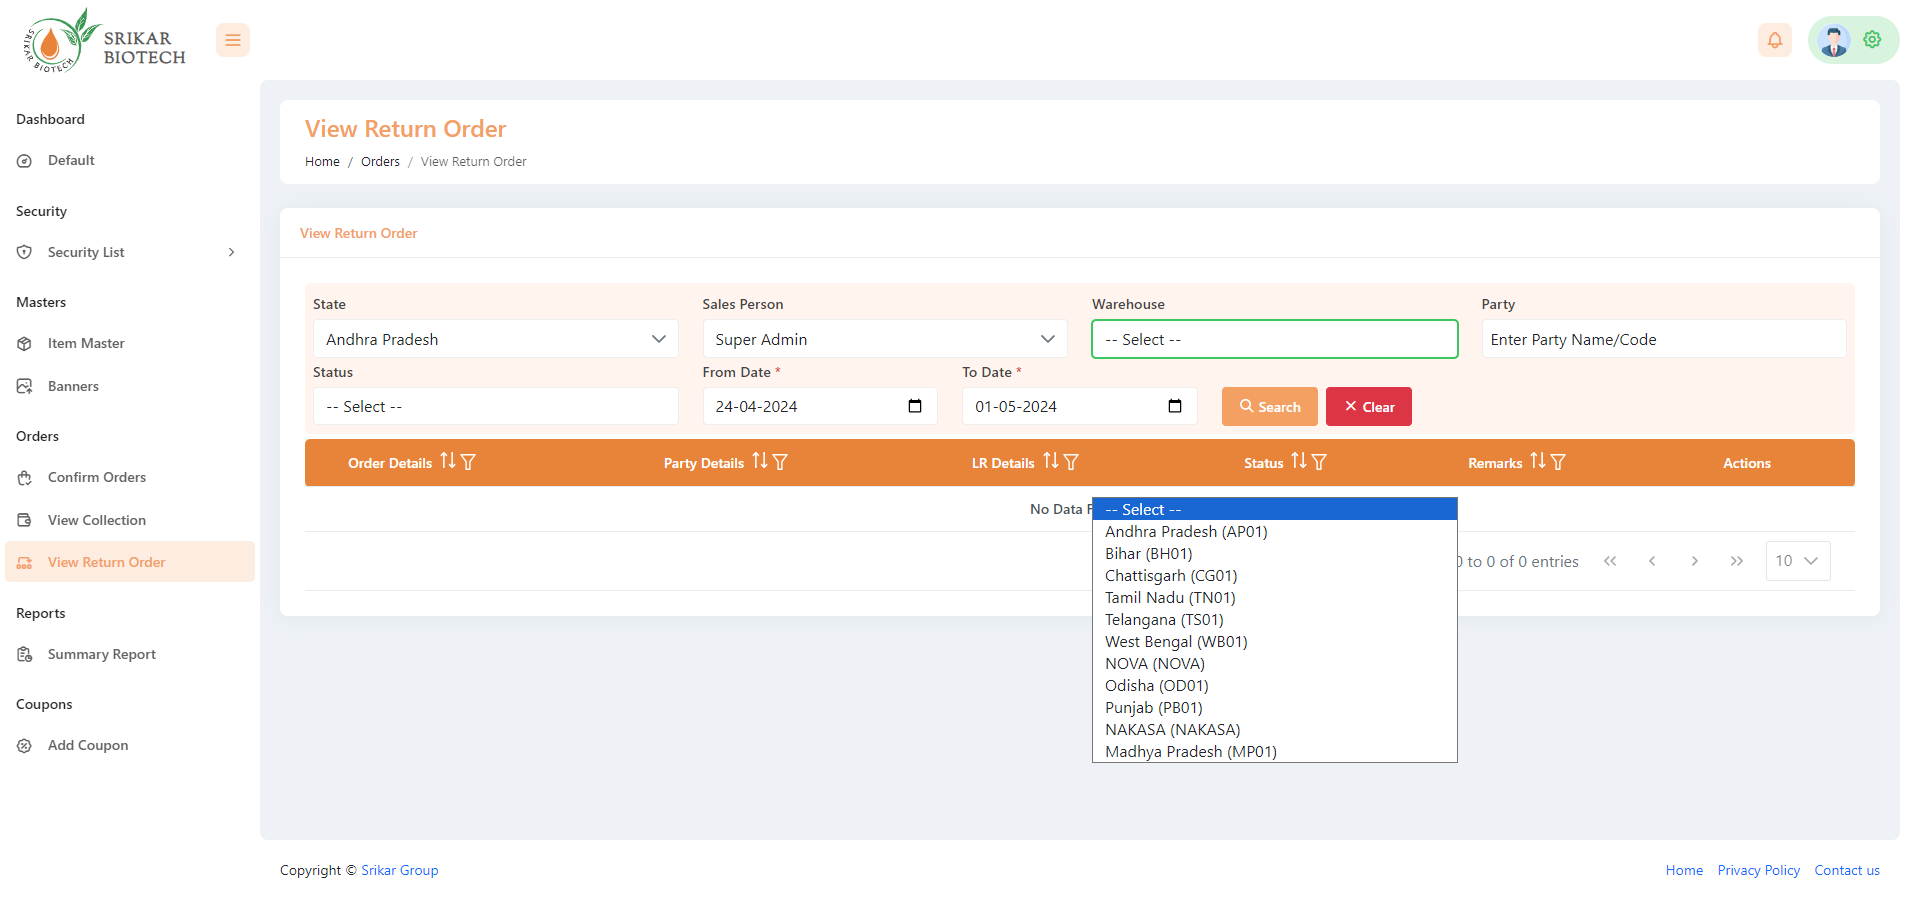 SRIKAR BIOTECH
SRIKAR
BIOTECH
Dashboard
Default
Security
Security List
Masters
Item Master
Banners
Orders
Confirm Orders
View Collection
View Return Order
Reports
Summary Report
Coupons
Add Coupon
View Return Order
Home / Orders / View Return Order
View Return Order
State
Andhra Pradesh
Sales Person
Super Admin
Warehouse
-- Select --
Party
Enter Party Name/Code
Status
-- Select --
From Date *
24-04-2024
To Date *
01-05-2024
Search
Clear
Order Details
Party Details
LR Details
Status
Remarks
Actions
No Data F
-- Select --
Andhra Pradesh (AP01)
Bihar (BH01)
Chattisgarh (CG01)
Tamil Nadu (TN01)
Telangana (TS01)
West Bengal (WB01)
NOVA (NOVA)
Odisha (OD01)
Punjab (PB01)
NAKASA (NAKASA)
Madhya Pradesh (MP01)
0 to 0 of 0 entries
10
Copyright © Srikar Group
Home Privacy Policy Contact us